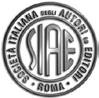 SOCIETÀ ITALIANA DEGLI AUTORI ED EDITORI
SIAE
· ROMA ·